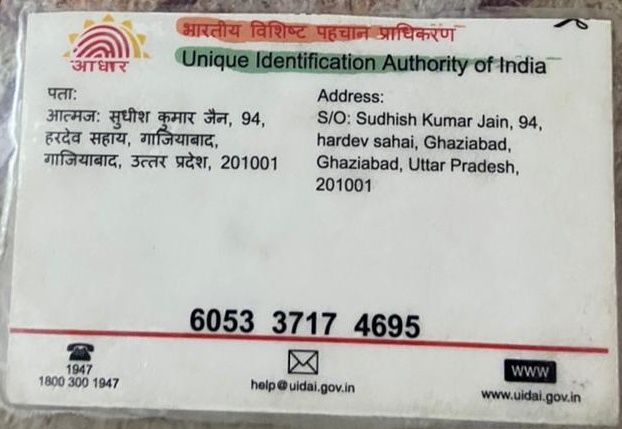 भारतीय विशिष्ट पहचान प्राधिकरण
आधार
Unique Identification Authority of India
पता:
आत्मज: सुधीश कुमार जैन, 94,
हरदेव सहाय, गाजियाबाद,
गाजियाबाद, उत्तर प्रदेश, 201001
Address:
S/O: Sudhish Kumar Jain, 94,
hardev sahai, Ghaziabad,
Ghaziabad, Uttar Pradesh,
201001
6053 3717 4695
1947
1800 300 1947
help@uidai.gov.in
www
www.uidai.gov.in